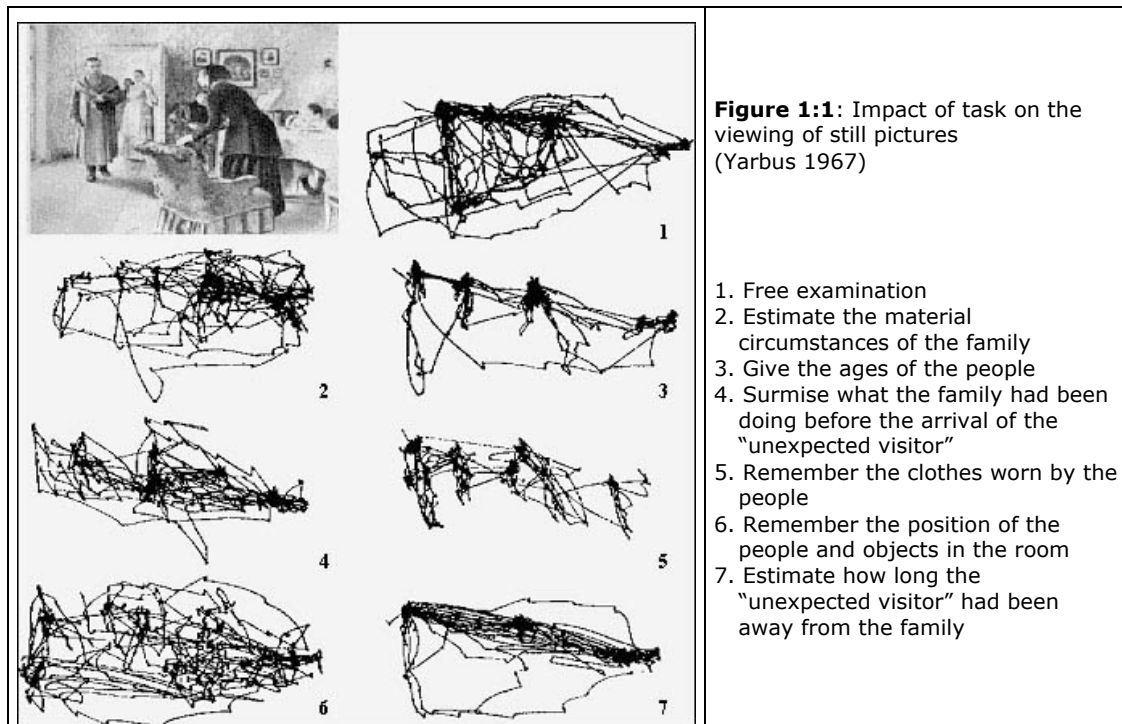 Figure 1:1: Impact of task on the
viewing of still pictures
(Yarbus 1967)
1. Free examination
2. Estimate the material
circumstances of the family
3. Give the ages of the people
4. Surmise what the family had been
doing before the arrival of the
“unexpected visitor”
5. Remember the clothes worn by the
people
6. Remember the position of the
people and objects in the room
7. Estimate how long the
“unexpected visitor” had been
away from the family
1
2
3
4
5
6
7